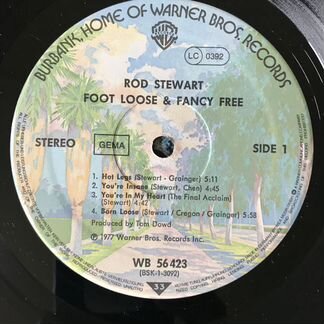 BURBANK, HOME OF WARNER BROS. RECORDS
LC 0392
ROD STEWART
FOOT LOOSE & FANCY FREE
STEREO
GEMA
SIDE 1
1. Hot Legs (Stewart - Grainger) 5:11
2. You're Insane (Stewart, Chen) 4:45
3. You're In My Heart (The Final Acclaim)
(Stewart) 4:42
4. Born Loose (Stewart / Cregan / Grainger) 5:58
Produced by Tom Dowd
℗ 1977 Warner Bros. Records Inc.
WB 56 423
(BSK-1-3092)
33